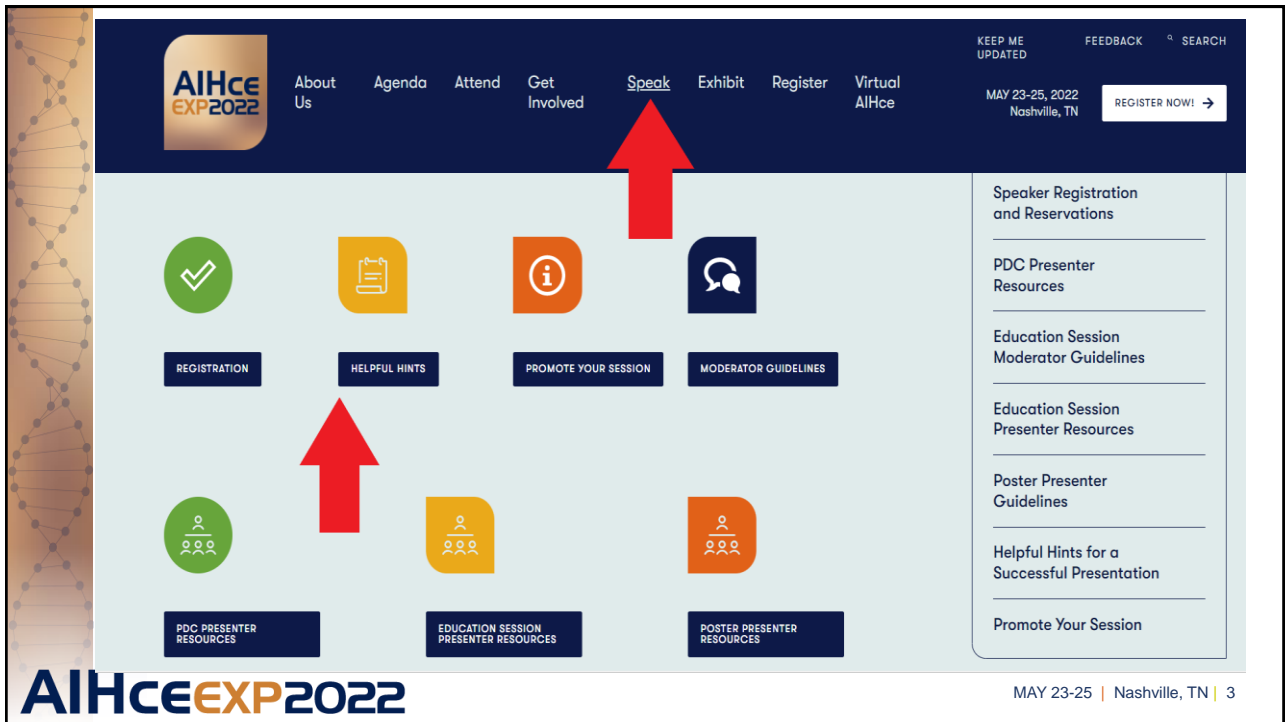 KEEP ME UPDATED
FEEDBACK
SEARCH
AIHce
EXP2022
About Us
Agenda
Attend
Get Involved
Speak
Exhibit
Register
Virtual AIHce
MAY 23-25, 2022
Nashville, TN
REGISTER NOW! →
REGISTRATION
HELPFUL HINTS
PROMOTE YOUR SESSION
MODERATOR GUIDELINES
PDC PRESENTER
RESOURCES
EDUCATION SESSION
PRESENTER RESOURCES
POSTER PRESENTER
RESOURCES
Speaker Registration
and Reservations
PDC Presenter
Resources
Education Session
Moderator Guidelines
Education Session
Presenter Resources
Poster Presenter
Guidelines
Helpful Hints for a
Successful Presentation
Promote Your Session
AIHceEXP2022
MAY 23-25 | Nashville, TN | 3